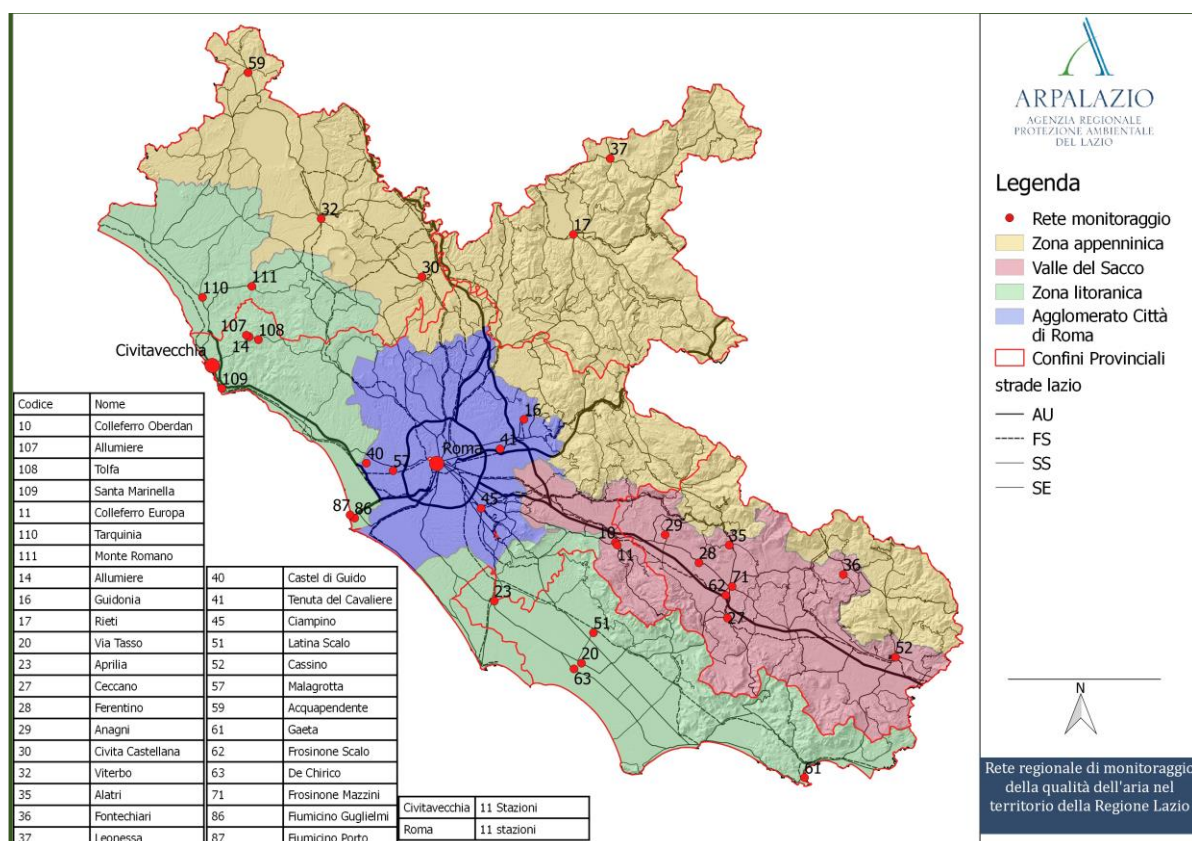 59
37
32
17
30
111
110
107
108
14
Civitavecchia
109
16
41
Roma
40
57
87
86
45
10
11
29
28
35
36
71
62
27
52
23
51
20
63
61
Codice Nome
10 Colleferro Oberdan
107 Allumiere
108 Tolfa
109 Santa Marinella
11 Colleferro Europa
110 Tarquinia
111 Monte Romano
14 Allumiere
16 Guidonia
17 Rieti
20 Via Tasso
23 Aprilia
27 Ceccano
28 Ferentino
29 Anagni
30 Civita Castellana
32 Viterbo
35 Alatri
36 Fontechiari
37 Leonessa
40 Castel di Guido
41 Tenuta del Cavaliere
45 Ciampino
51 Latina Scalo
52 Cassino
57 Malagrotta
59 Acquapendente
61 Gaeta
62 Frosinone Scalo
63 De Chirico
71 Frosinone Mazzini
86 Fiumicino Guglielmi
87 Fiumicino Porto
Civitavecchia 11 Stazioni
Roma 11 stazioni
ARPALAZIO
AGENZIA REGIONALE
PROTEZIONE AMBIENTALE
DEL LAZIO
Legenda
Rete monitoraggio
Zona appenninica
Valle del Sacco
Zona litoranica
Agglomerato Città
di Roma
Confini Provinciali
strade lazio
AU
FS
SS
SE
N
Rete regionale di monitoraggio
della qualità dell'aria nel
territorio della Regione Lazio